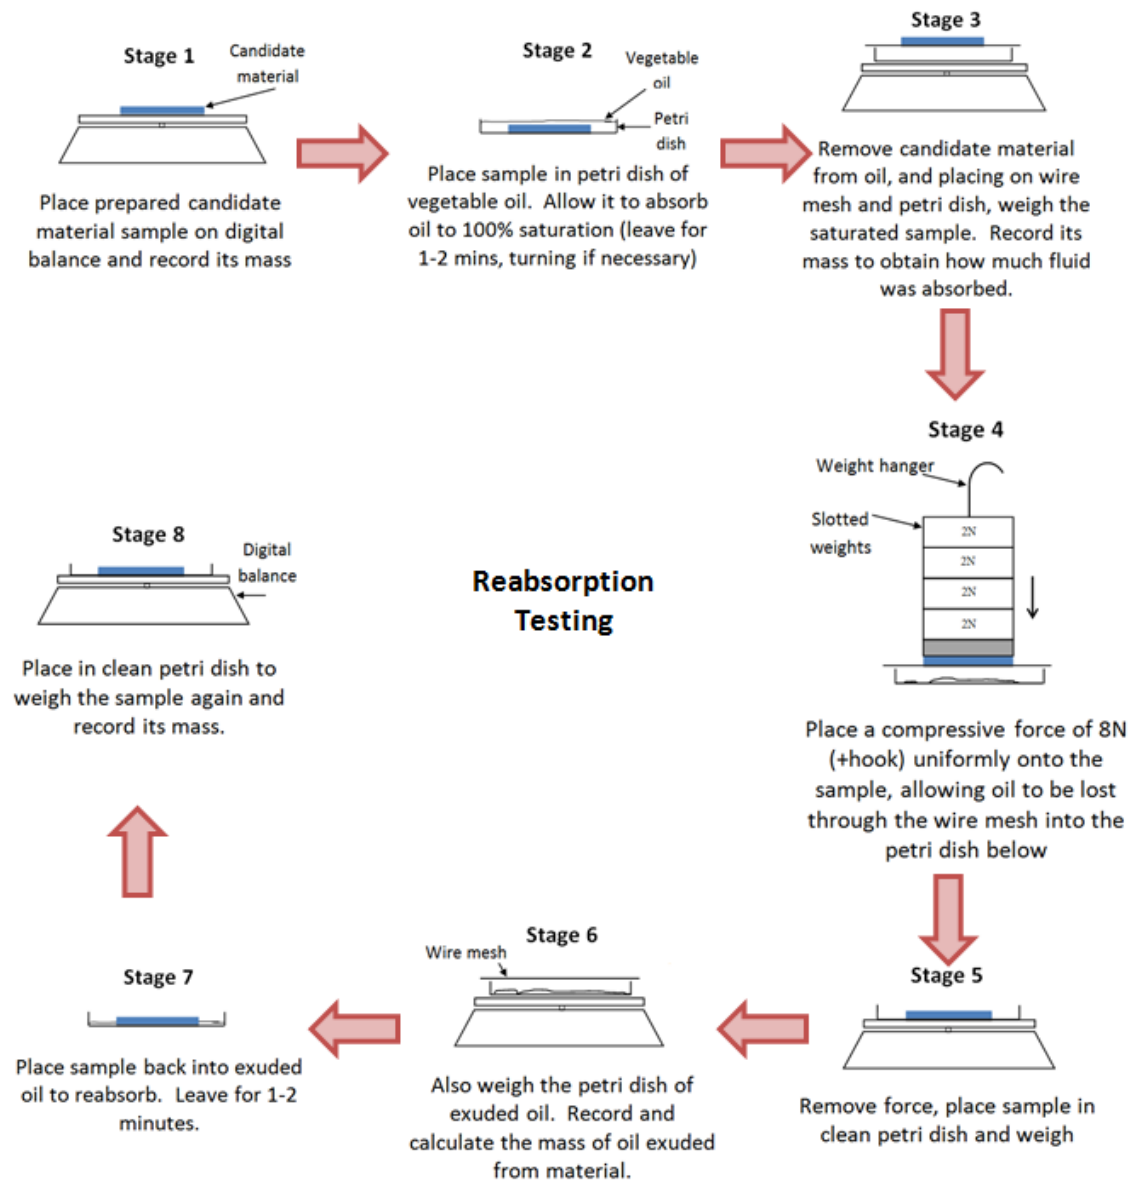 Stage 1
Candidate
material
Place prepared candidate
material sample on digital
balance and record its mass
Stage 2
Vegetable
oil
Petri
dish
Place sample in petri dish of
vegetable oil.  Allow it to absorb
oil to 100% saturation (leave for
1-2 mins, turning if necessary)
Stage 3
Remove candidate material
from oil, and placing on wire
mesh and petri dish, weigh the
saturated sample.  Record its
mass to obtain how much fluid
was absorbed.
Stage 4
Weight hanger
Slotted
weights
2N
2N
2N
2N
Place a compressive force of 8N
(+hook) uniformly onto the
sample, allowing oil to be lost
through the wire mesh into the
petri dish below
Reabsorption
Testing
Stage 5
Remove force, place sample in
clean petri dish and weigh
Stage 6
Wire mesh
Also weigh the petri dish of
exuded oil.  Record and
calculate the mass of oil exuded
from material.
Stage 7
Place sample back into exuded
oil to reabsorb.  Leave for 1-2
minutes.
Stage 8
Digital
balance
Place in clean petri dish to
weigh the sample again and
record its mass.